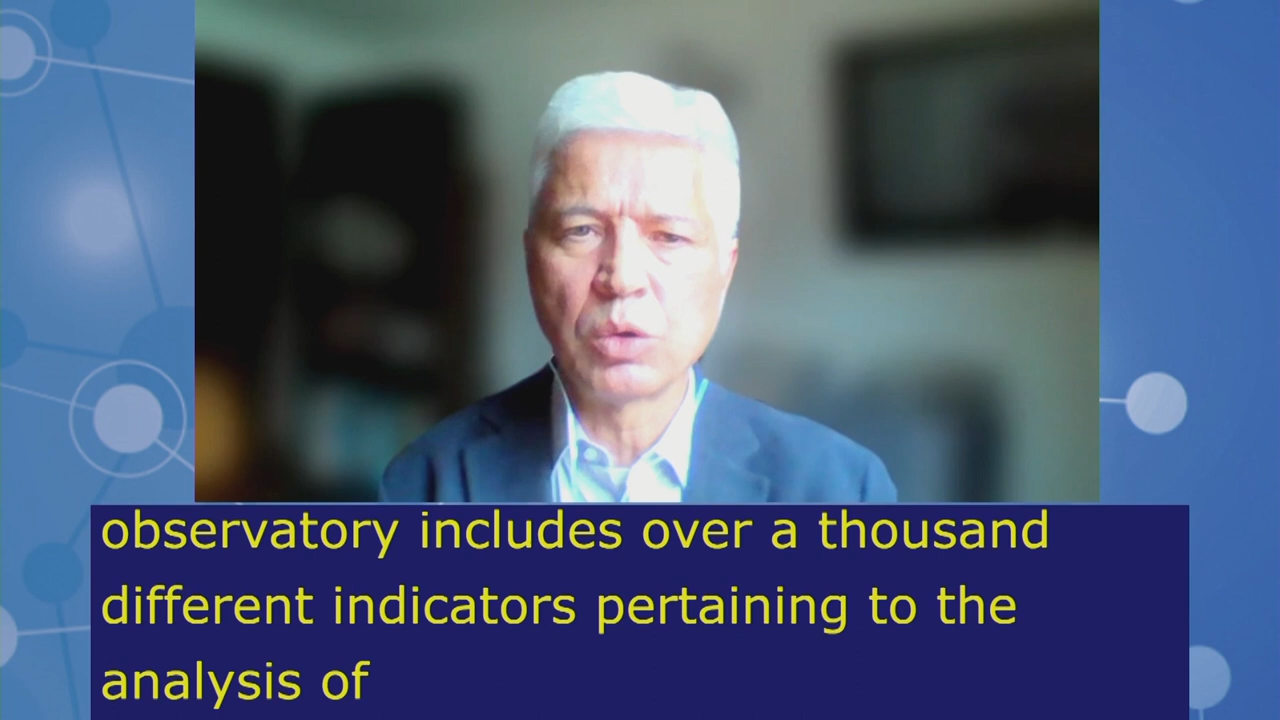 observatory includes over a thousand
different indicators pertaining to the
analysis of